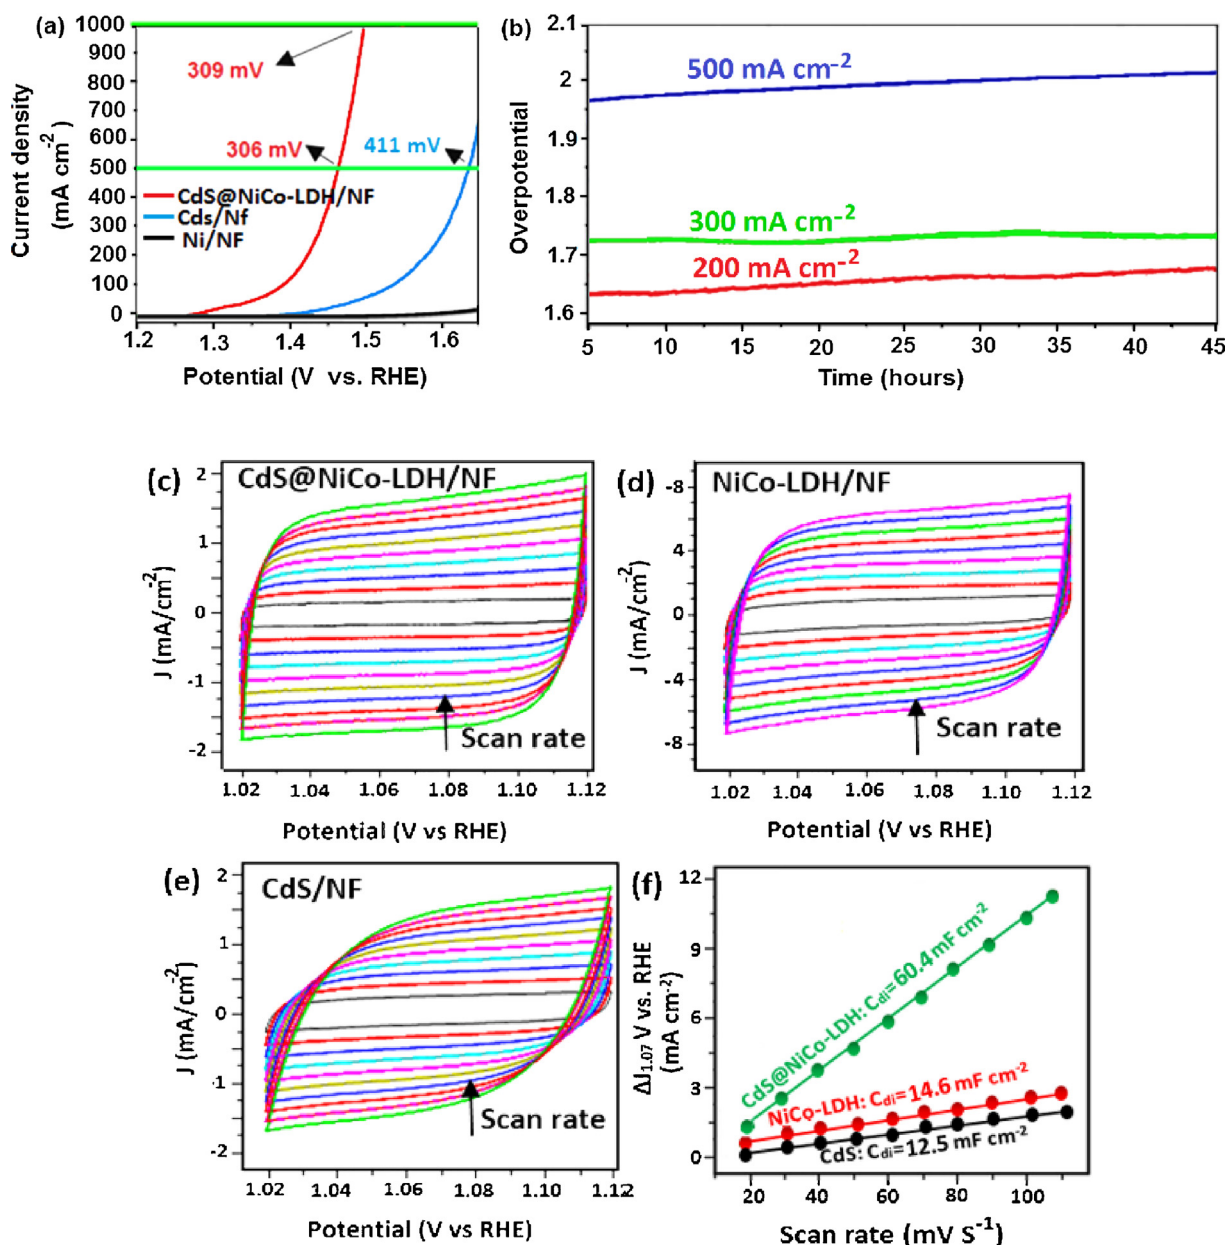 (a)
1000
1000
900
800
700
600
500
400
300
200
100
0
Current density
(mA cm⁻²)
309 mV
306 mV
411 mV
CdS@NiCo-LDH/NF
Cds/Nf
Ni/NF
1.2 1.3 1.4 1.5 1.6
Potential (V vs. RHE)
(b)
2.1
2
1.9
1.8
1.7
1.6
Overpotential
500 mA cm⁻²
300 mA cm⁻²
200 mA cm⁻²
5 10 15 20 25 30 35 40 45
Time (hours)
(c)
CdS@NiCo-LDH/NF
2
1
0
-1
-2
J (mA/cm⁻²)
Scan rate
1.02 1.04 1.06 1.08 1.10 1.12
Potential (V vs RHE)
(d)
NiCo-LDH/NF
-8
4
0
-4
-8
J (mA/cm⁻²)
Scan rate
1.02 1.04 1.06 1.08 1.10 1.12
Potential (V vs RHE)
(e)
CdS/NF
2
1
0
-1
-2
J (mA/cm⁻²)
Scan rate
1.02 1.04 1.06 1.08 1.10 1.12
Potential (V vs RHE)
(f)
12
9
6
3
0
ΔJ1.07 V vs. RHE
(mA cm⁻²)
CdS@NiCo-LDH: Cdl=60.4 mF cm⁻²
NiCo-LDH: Cdl=14.6 mF cm⁻²
CdS: Cdl=12.5 mF cm⁻²
20 40 60 80 100
Scan rate (mV S⁻¹)